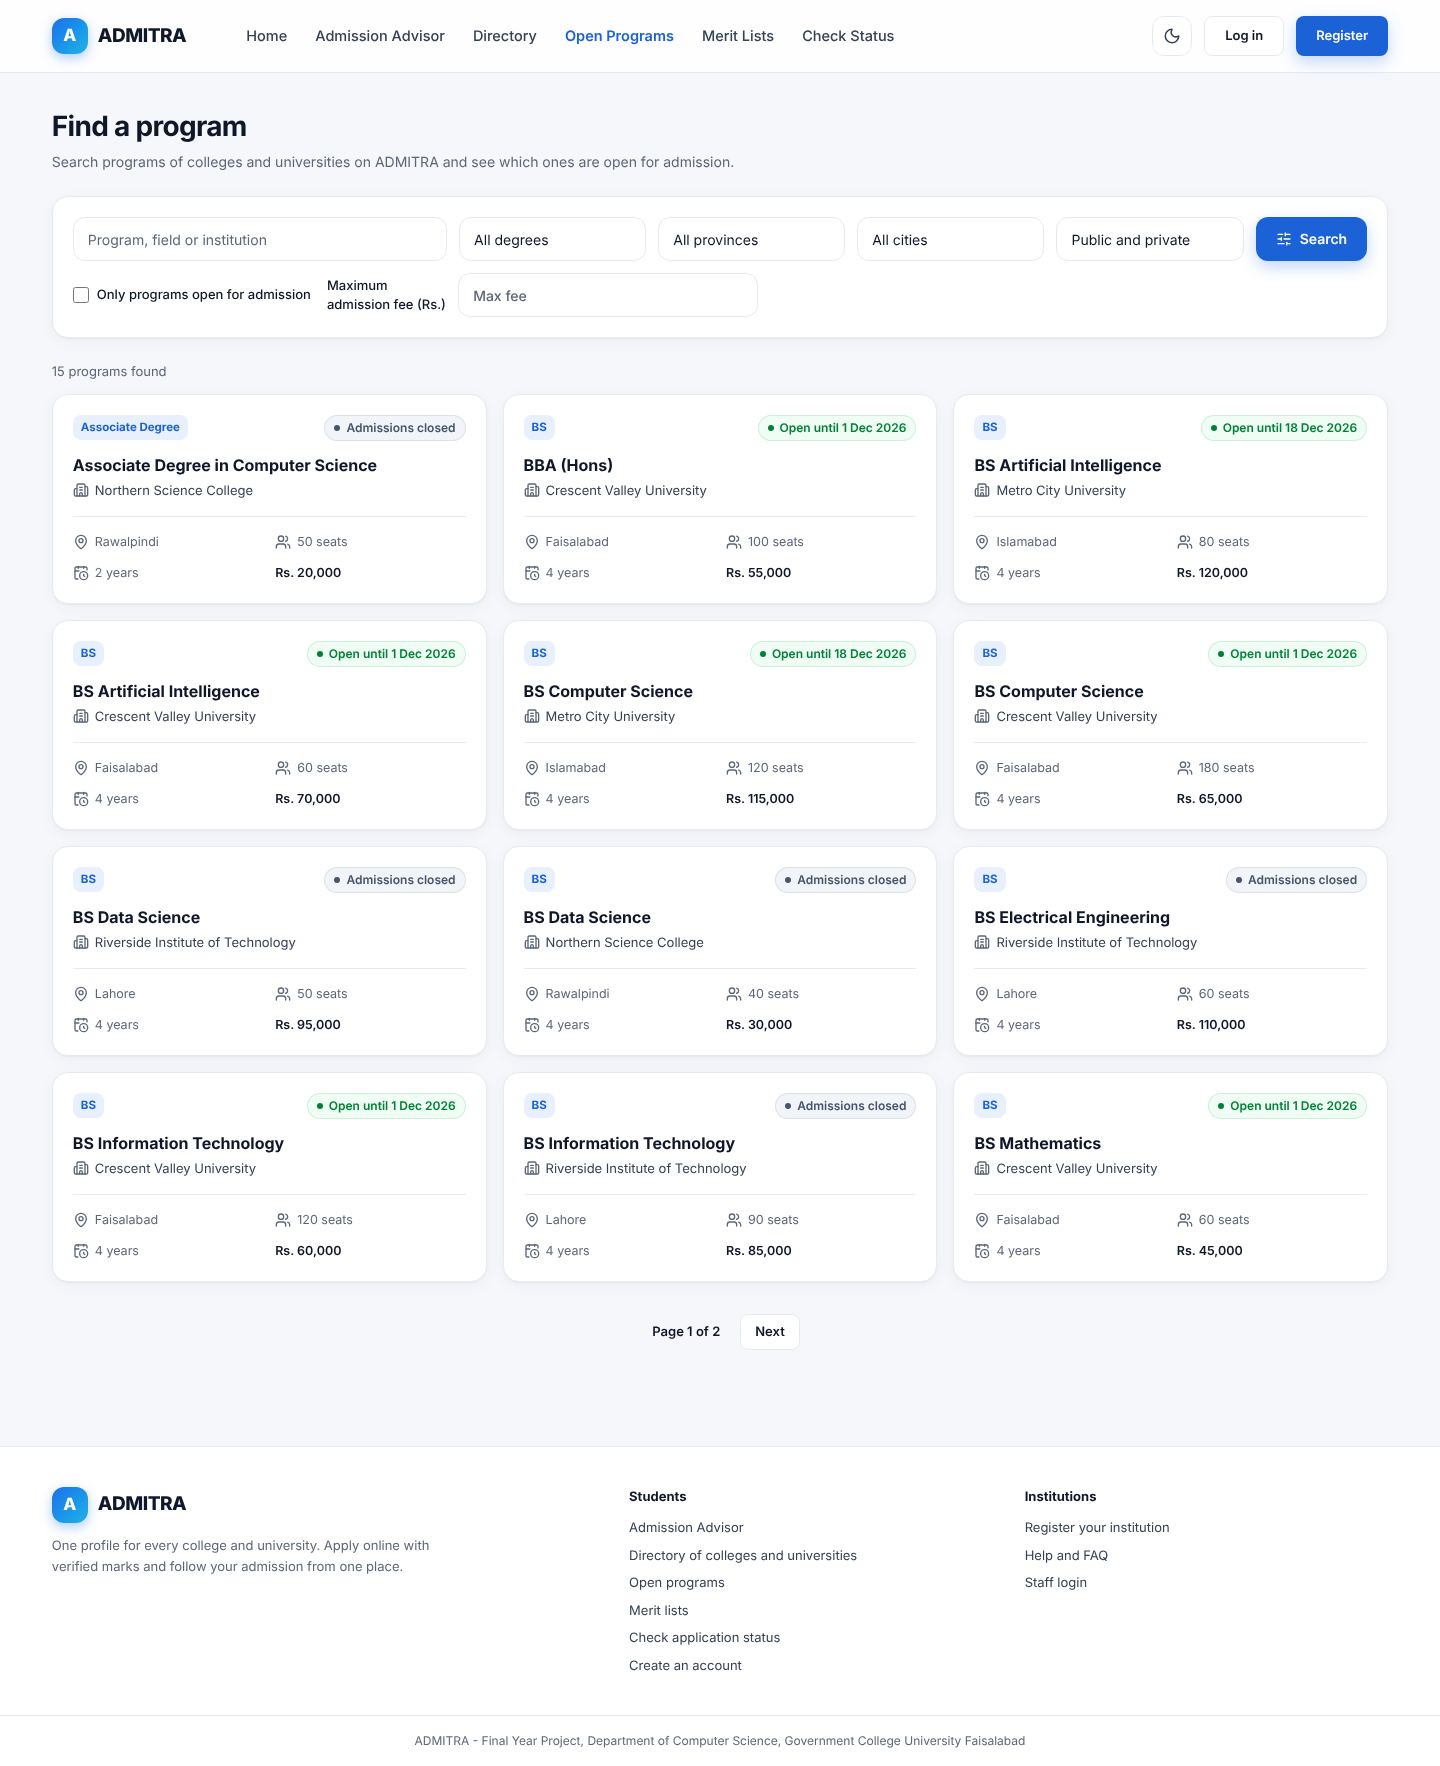 A ADMITRA Home Admission Advisor Directory Open Programs Merit Lists Check Status Log in Register
Find a program
Search programs of colleges and universities on ADMITRA and see which ones are open for admission.
Program, field or institution All degrees All provinces All cities Public and private Search
Only programs open for admission Maximum admission fee (Rs.) Max fee
15 programs found
Associate Degree Admissions closed
Associate Degree in Computer Science
Northern Science College
Rawalpindi 50 seats
2 years Rs. 20,000
BS Open until 1 Dec 2026
BBA (Hons)
Crescent Valley University
Faisalabad 100 seats
4 years Rs. 55,000
BS Open until 18 Dec 2026
BS Artificial Intelligence
Metro City University
Islamabad 80 seats
4 years Rs. 120,000
BS Open until 1 Dec 2026
BS Artificial Intelligence
Crescent Valley University
Faisalabad 60 seats
4 years Rs. 70,000
BS Open until 18 Dec 2026
BS Computer Science
Metro City University
Islamabad 120 seats
4 years Rs. 115,000
BS Open until 1 Dec 2026
BS Computer Science
Crescent Valley University
Faisalabad 180 seats
4 years Rs. 65,000
BS Admissions closed
BS Data Science
Riverside Institute of Technology
Lahore 50 seats
4 years Rs. 95,000
BS Admissions closed
BS Data Science
Northern Science College
Rawalpindi 40 seats
4 years Rs. 30,000
BS Admissions closed
BS Electrical Engineering
Riverside Institute of Technology
Lahore 60 seats
4 years Rs. 110,000
BS Open until 1 Dec 2026
BS Information Technology
Crescent Valley University
Faisalabad 120 seats
4 years Rs. 60,000
BS Admissions closed
BS Information Technology
Riverside Institute of Technology
Lahore 90 seats
4 years Rs. 85,000
BS Open until 1 Dec 2026
BS Mathematics
Crescent Valley University
Faisalabad 60 seats
4 years Rs. 45,000
Page 1 of 2 Next
A ADMITRA
One profile for every college and university. Apply online with
verified marks and follow your admission from one place.
Students
Admission Advisor
Directory of colleges and universities
Open programs
Merit lists
Check application status
Create an account
Institutions
Register your institution
Help and FAQ
Staff login
ADMITRA - Final Year Project, Department of Computer Science, Government College University Faisalabad